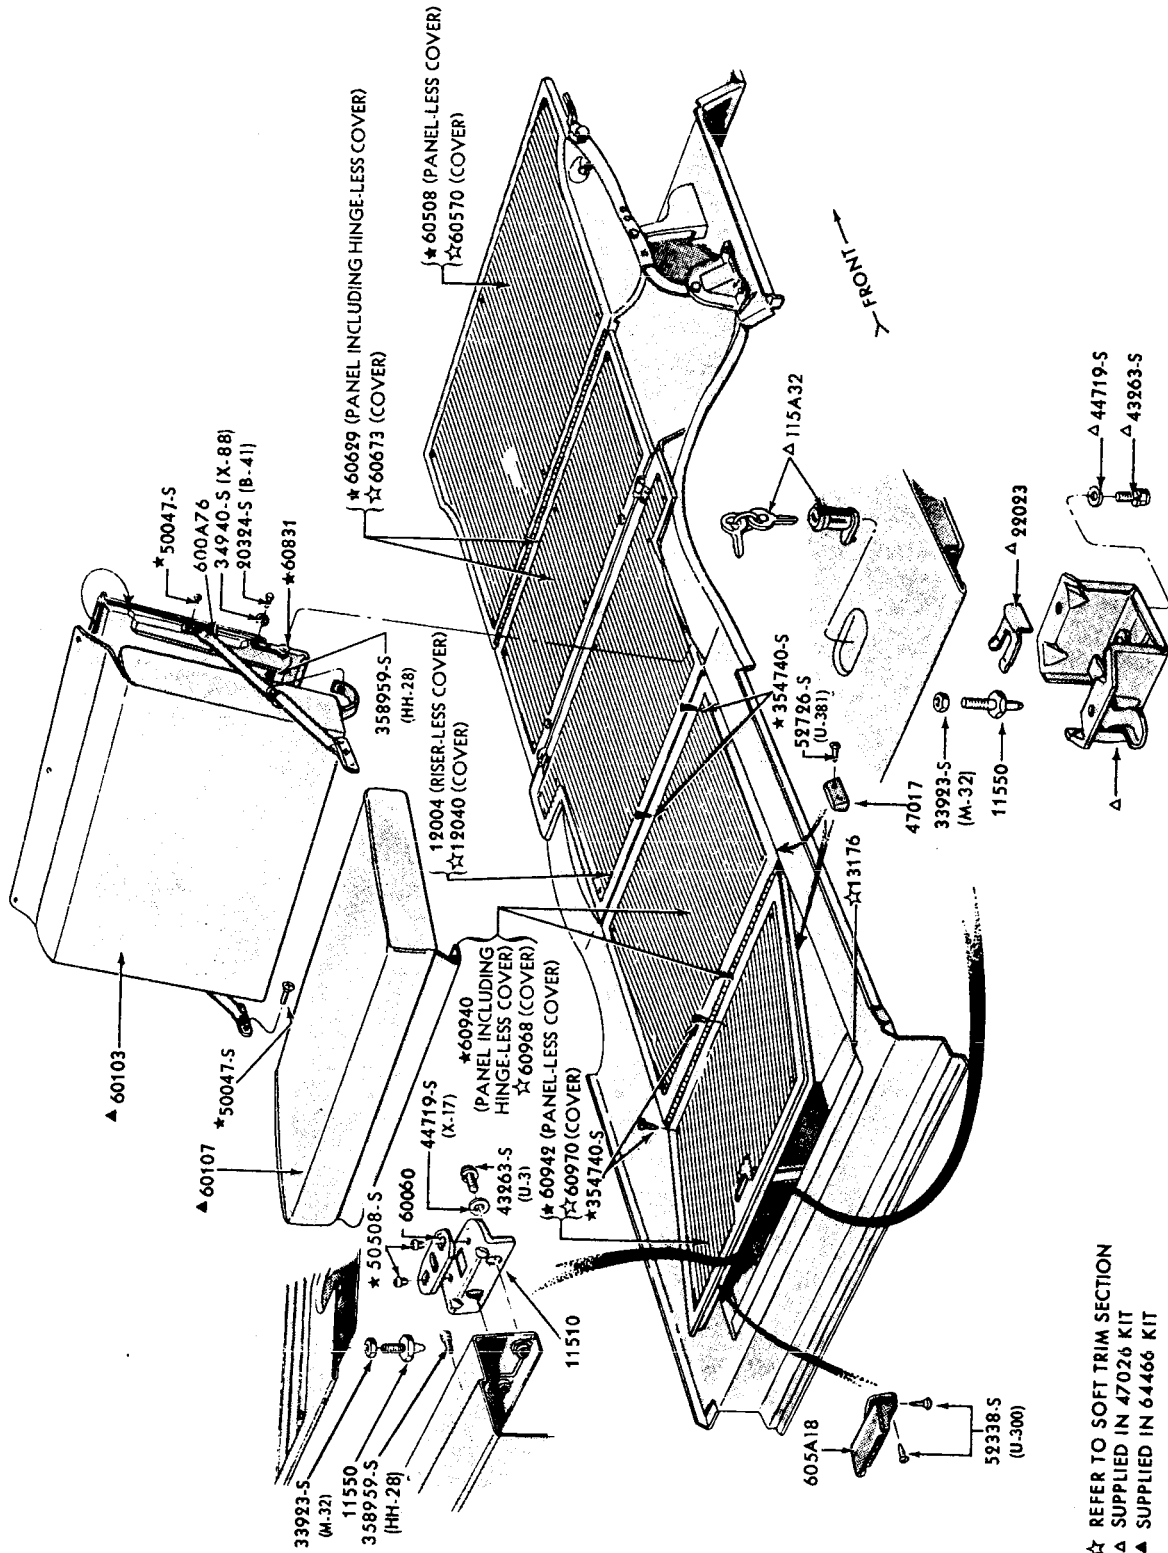 ▲ 60103
★ 50047-S
▲ 60107
★ 50047-S
600A76
34940-S (X-88)
20324-S (B-41)
★ 60831
358959-S
(HH-28)
★ 60629 (PANEL INCLUDING HINGE-LESS COVER)
☆ 60673 (COVER)
★ 60508 (PANEL-LESS COVER)
☆ 60570 (COVER)
12004 (RISER-LESS COVER)
☆ 12040 (COVER)
★ 60940
(PANEL INCLUDING
HINGE-LESS COVER)
☆ 60968 (COVER)
★ 60942 (PANEL-LESS COVER)
☆ 60970 (COVER)
★ 354740-S
44719-S
(X-17)
43263-S
(U-3)
★ 50508-S
60060
11510
33923-S
(M-32)
11550
358959-S
(HH-28)
FRONT
△ 115A32
★ 354740-S
52726-S
(U-381)
47017
33923-S
(M-32)
11550
△ 22023
△ 44719-S
△ 43263-S
△
☆ 13176
605A18
52338-S
(U-300)
☆ REFER TO SOFT TRIM SECTION
△ SUPPLIED IN 47026 KIT
▲ SUPPLIED IN 64466 KIT